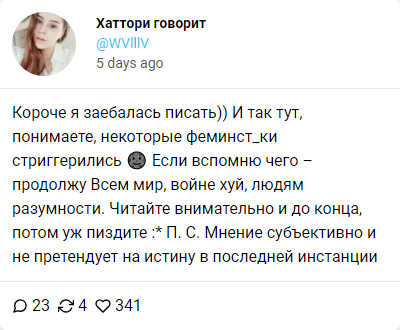 Хаттори говорит
@WVlllV
5 days ago
Короче я заебалась писать)) И так тут,
понимаете, некоторые феминст_ки
стриггерились 🌚 Если вспомню чего –
продолжу Всем мир, войне хуй, людям
разумности. Читайте внимательно и до конца,
потом уж пиздите :* П. С. Мнение субъективно и
не претендует на истину в последней инстанции
23 4 341